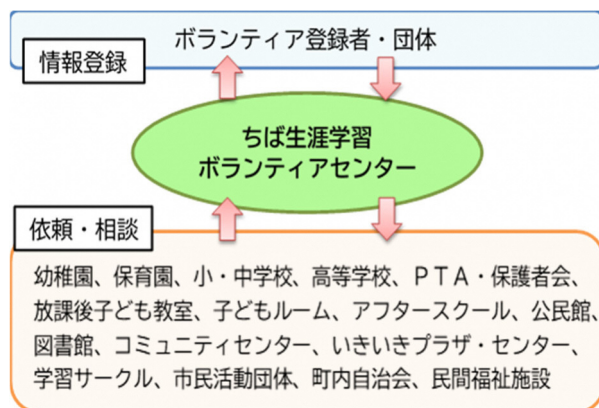 ボランティア登録者・団体
情報登録
ちば生涯学習
ボランティアセンター
依頼・相談
幼稚園、保育園、小・中学校、高等学校、ＰＴＡ・保護者会、
放課後子ども教室、子どもルーム、アフタースクール、公民館、
図書館、コミュニティセンター、いきいきプラザ・センター、
学習サークル、市民活動団体、町内自治会、民間福祉施設